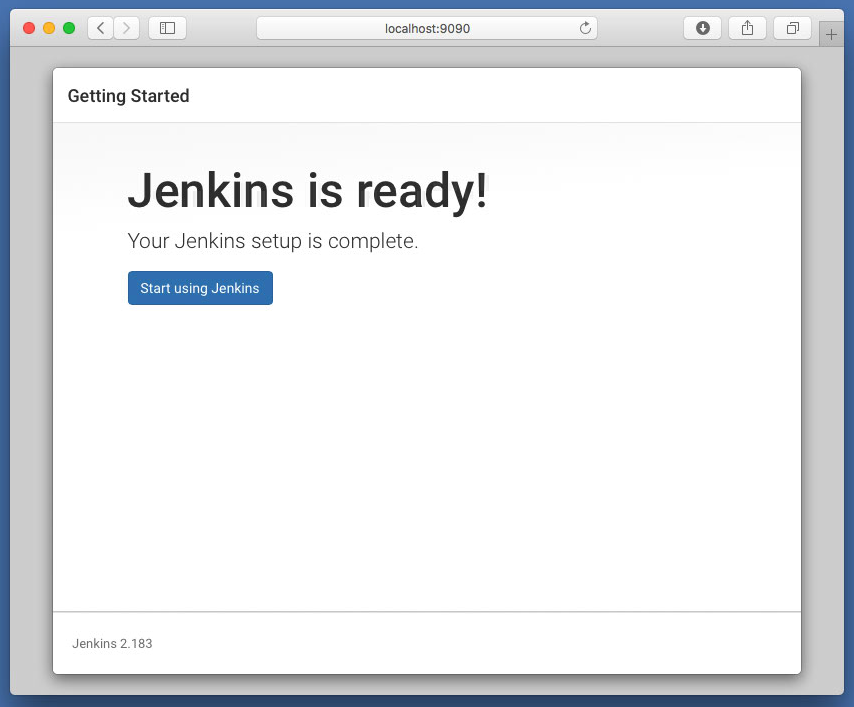 localhost:9090
Getting Started
Jenkins is ready!
Your Jenkins setup is complete.
Start using Jenkins
Jenkins 2.183